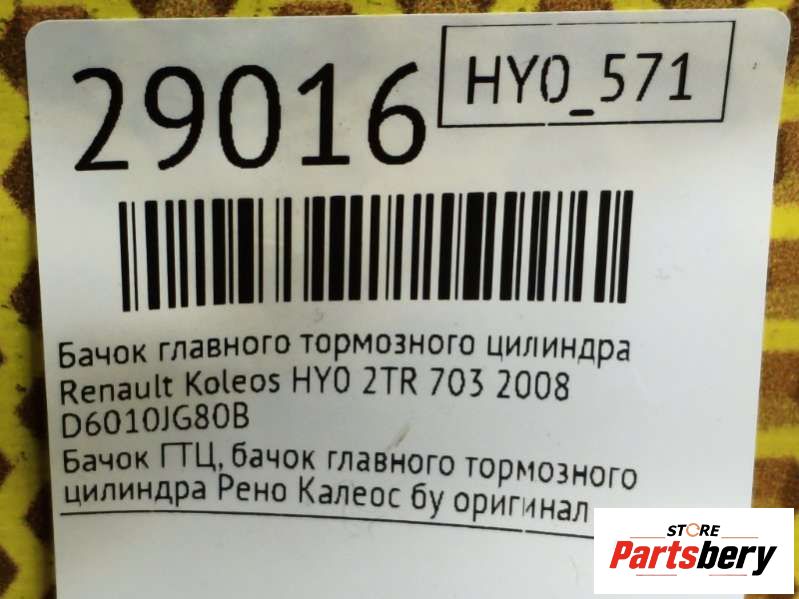 29016
HY0_571
Бачок главного тормозного цилиндра
Renault Koleos HY0 2TR 703 2008
D6010JG80B
Бачок ГТЦ, бачок главного тормозного
цилиндра Рено Калеос бу оригинал
STORE
Partsbery